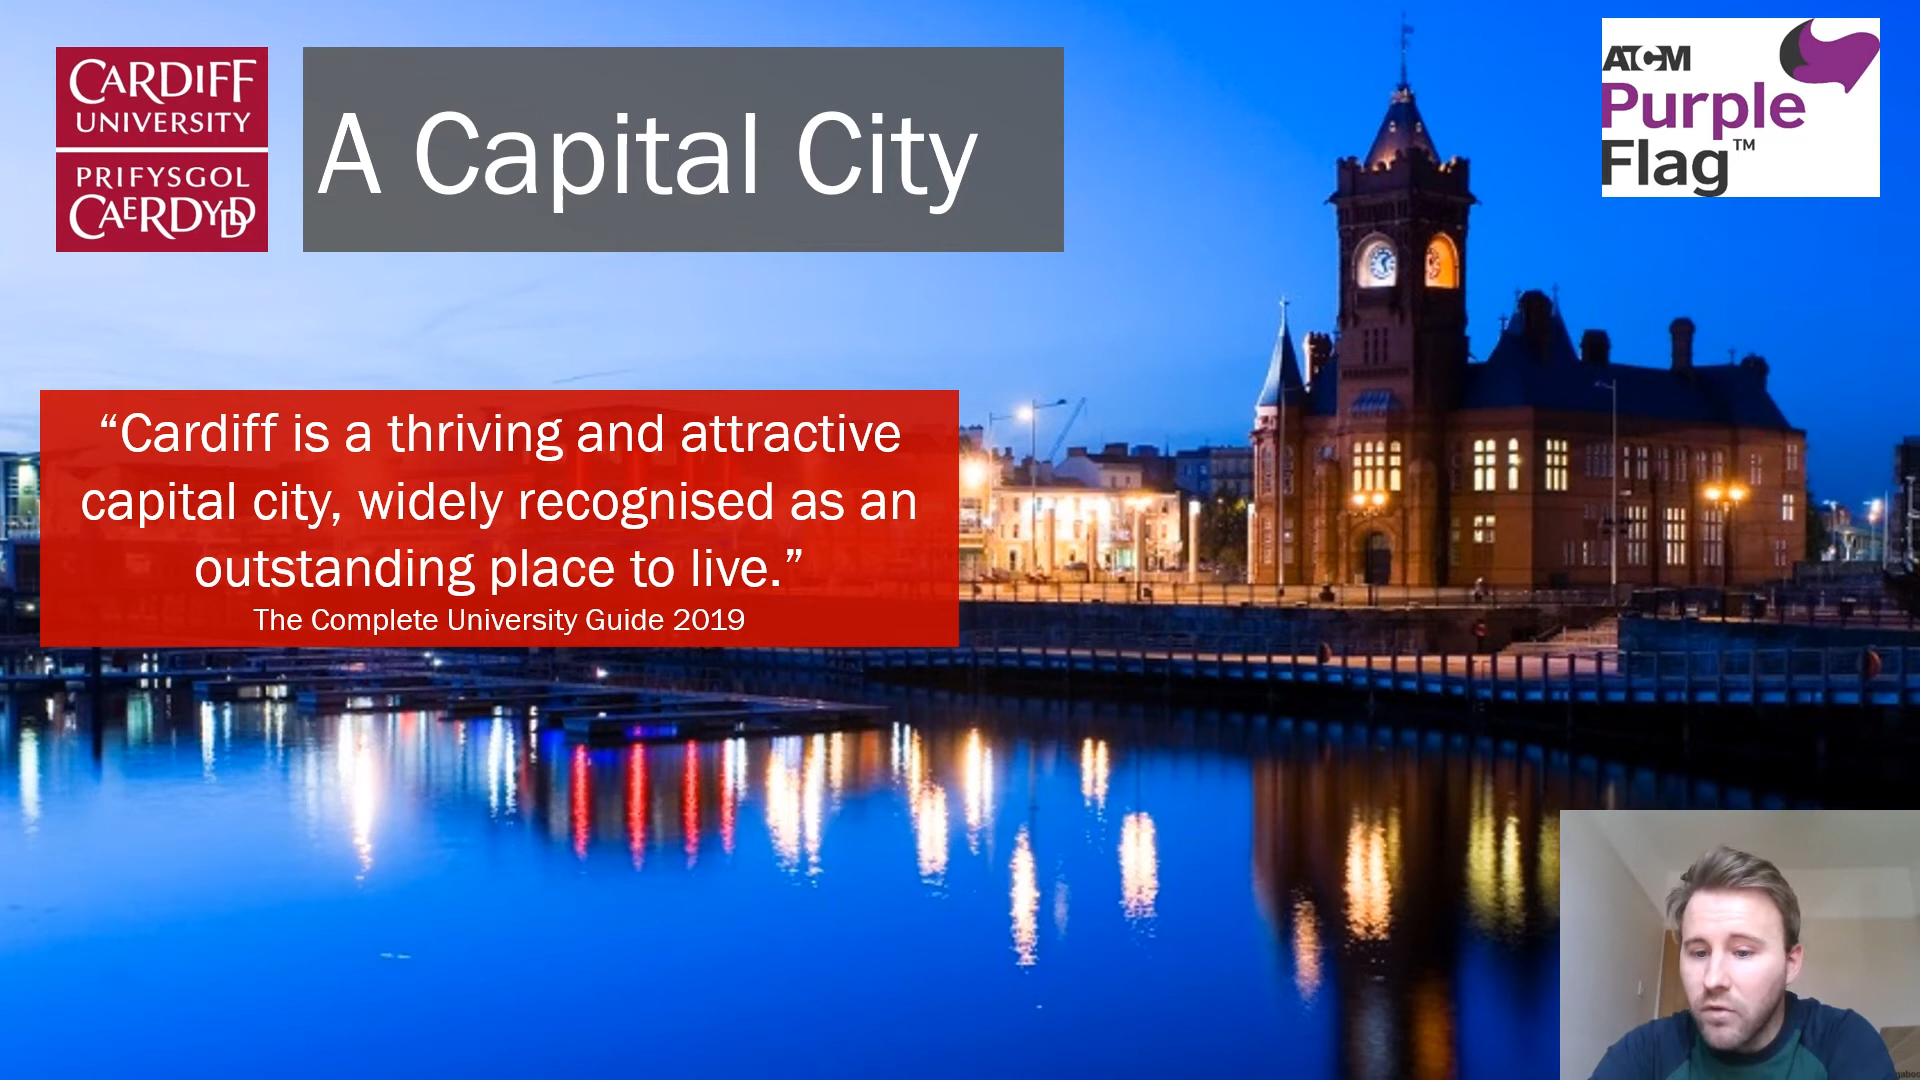 CARDIFF
UNIVERSITY
PRIFYSGOL
CAERDYDD
A Capital City
ATCM
Purple
Flag™
“Cardiff is a thriving and attractive
capital city, widely recognised as an
outstanding place to live.”
The Complete University Guide 2019